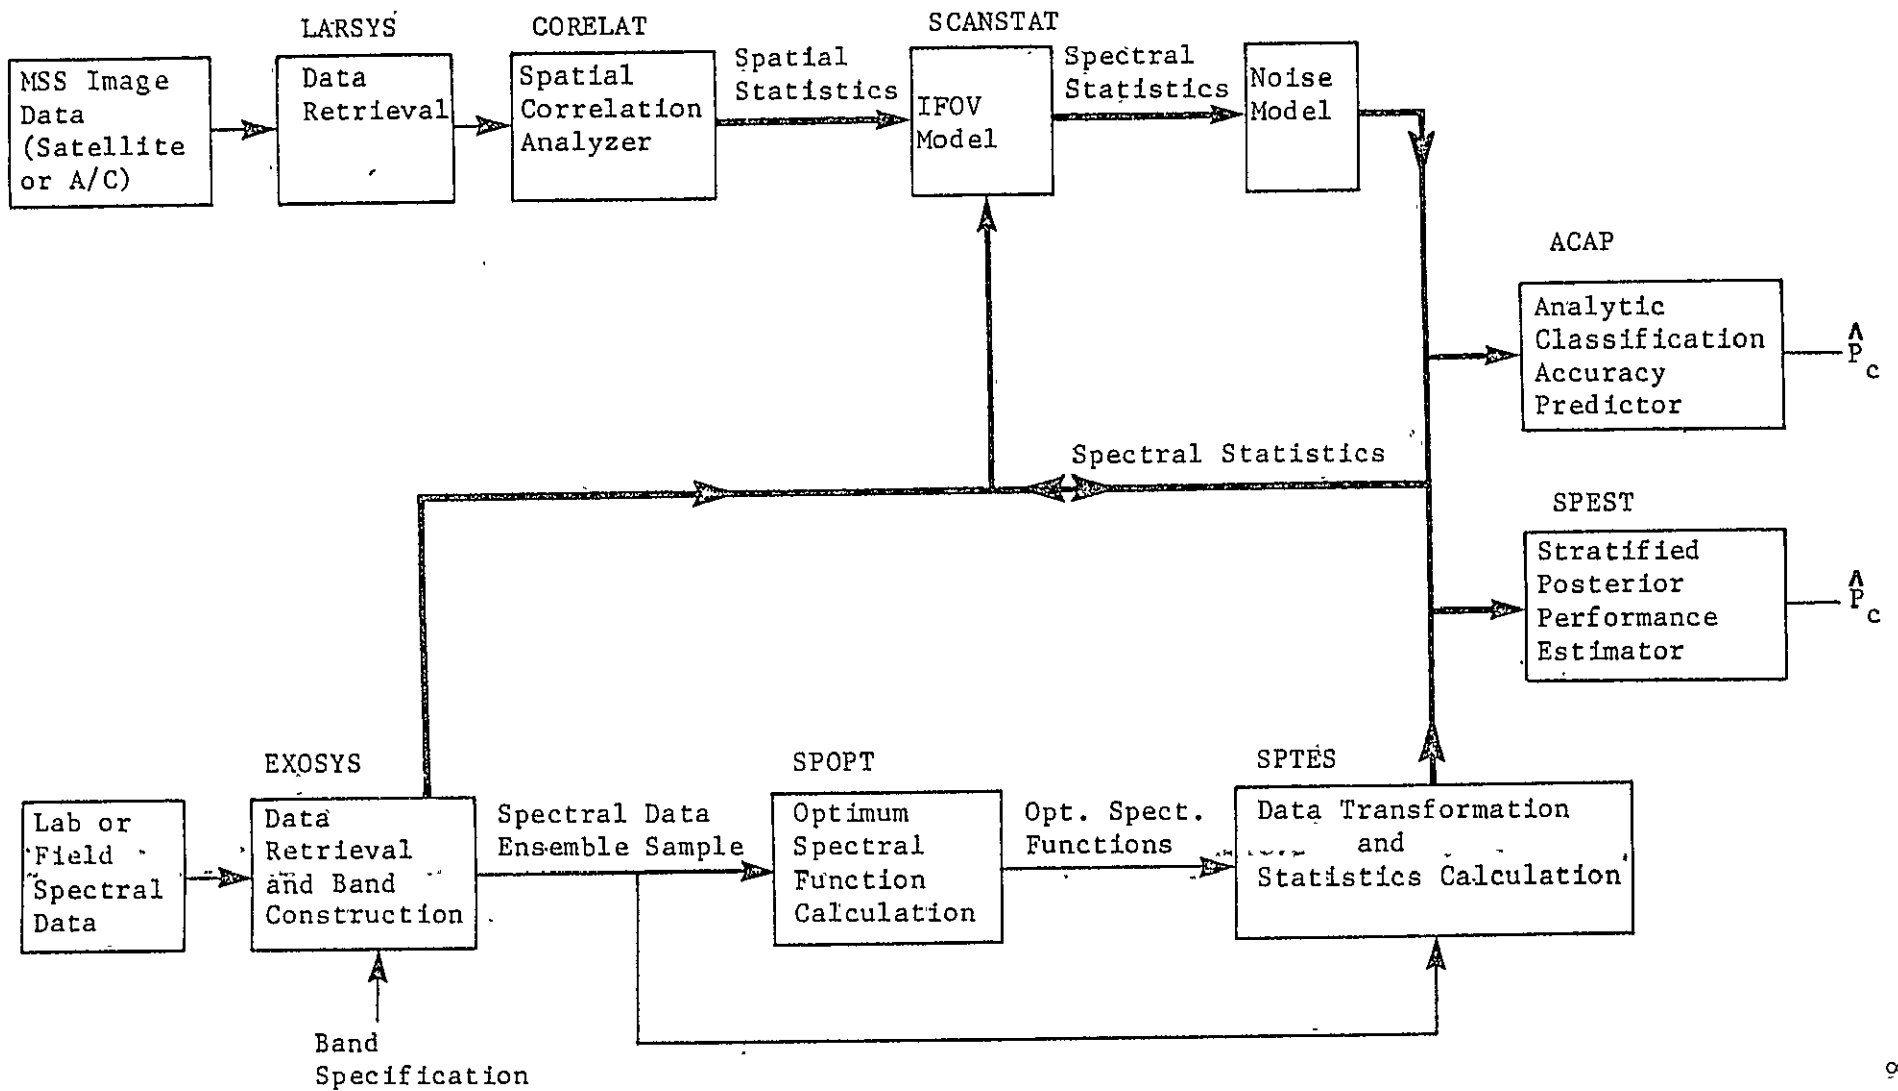 LARSYS
CORELAT
SCANSTAT
MSS Image
Data
(Satellite
or A/C)
Data
Retrieval
Spatial
Correlation
Analyzer
Spatial
Statistics
IFOV
Model
Spectral
Statistics
Noise
Model
ACAP
Analytic
Classification
Accuracy
Predictor
P̂c
Spectral Statistics
SPEST
Stratified
Posterior
Performance
Estimator
P̂c
EXOSYS
SPOPT
SPTES
Lab or
Field
Spectral
Data
Data
Retrieval
and Band
Construction
Spectral Data
Ensemble Sample
Optimum
Spectral
Function
Calculation
Opt. Spect.
Functions
Data Transformation
and
Statistics Calculation
Band
Specification
9